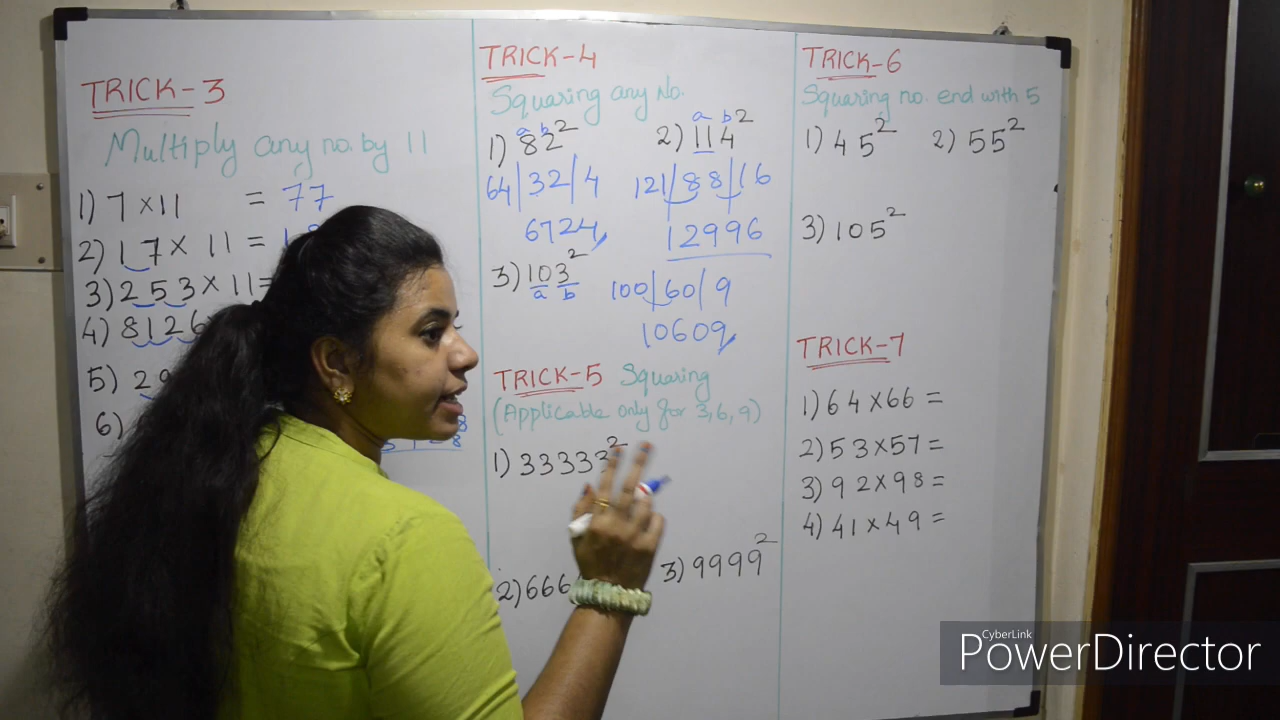 TRICK-3
Multiply any no. by 11
1) 7 x 11 = 77
2) 17 x 11 =
3) 253 x 11 =
4) 8126
5)
6)
TRICK-4
Squaring any No.
a b a b
1) 82² 2) 114²
64|32|4 121|88|16
6724 12996
3) 103² 100|60|9
a b
10609
TRICK-5 Squaring
(Applicable only for 3,6,9)
1) 3333²
2) 666
3) 9999²
TRICK-6
Squaring no. end with 5
1) 45² 2) 55²
3) 105²
TRICK-7
1) 64 x 66 =
2) 53 x 57 =
3) 92 x 98 =
4) 41 x 49 =
CyberLink
PowerDirector